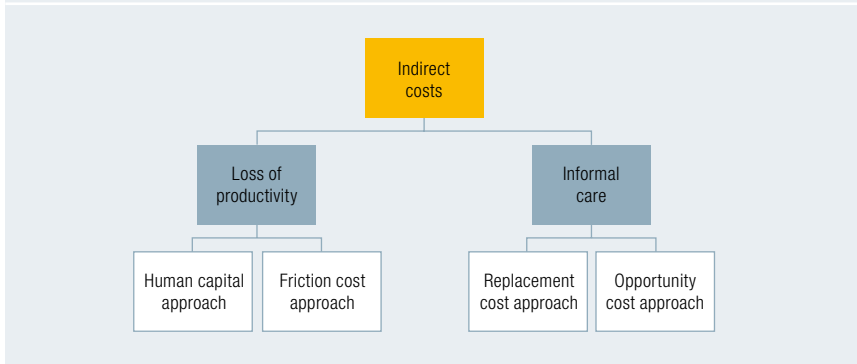 Indirect
costs
Loss of
productivity
Informal
care
Human capital
approach
Friction cost
approach
Replacement
cost approach
Opportunity
cost approach